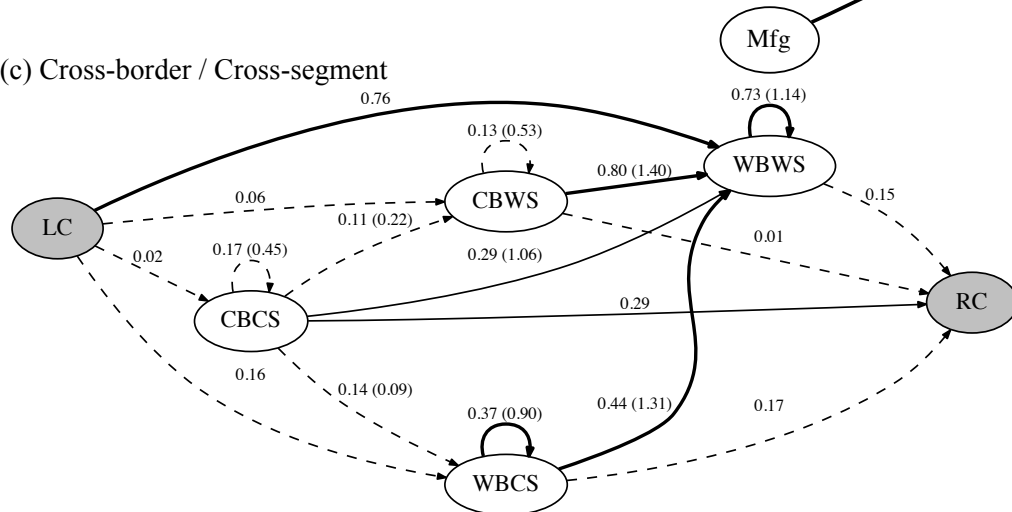 Mfg
(c) Cross-border / Cross-segment
0.76
0.73 (1.14)
0.13 (0.53)
WBWS
0.80 (1.40)
CBWS
0.15
0.06
0.11 (0.22)
LC
0.01
0.17 (0.45)
0.02
0.29 (1.06)
0.29
RC
CBCS
0.16
0.14 (0.09)
0.44 (1.31)
0.17
0.37 (0.90)
WBCS